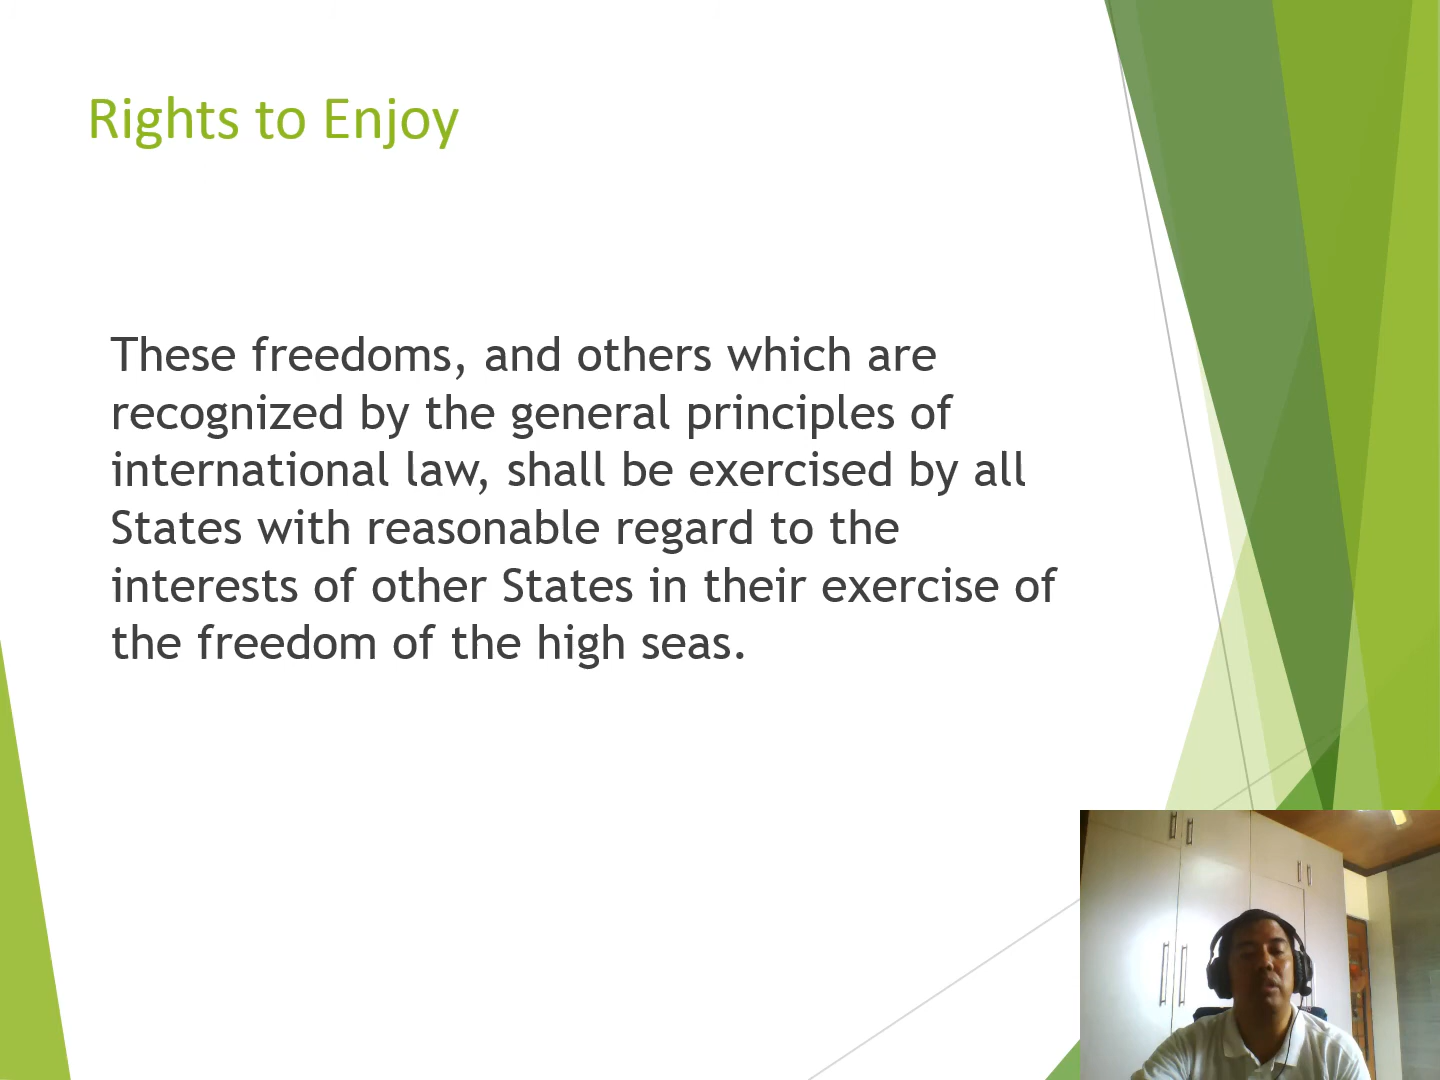 Rights to Enjoy
These freedoms, and others which are
recognized by the general principles of
international law, shall be exercised by all
States with reasonable regard to the
interests of other States in their exercise of
the freedom of the high seas.